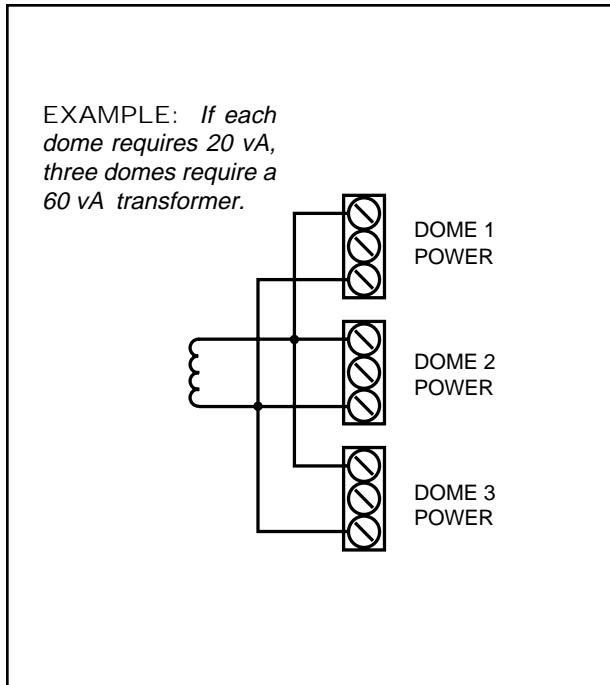 EXAMPLE: If each
dome requires 20 vA,
three domes require a
60 vA transformer.
DOME 1
POWER
DOME 2
POWER
DOME 3
POWER